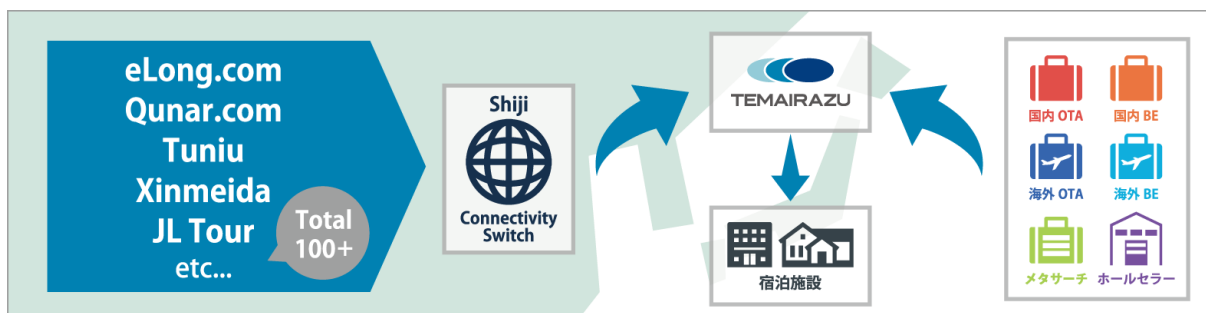 eLong.com
Qunar.com
Tuniu
Xinmeida
JL Tour
etc...
Total
100+
Shiji
Connectivity
Switch
TEMAIRAZU
宿泊施設
国内 OTA
国内 BE
海外 OTA
海外 BE
メタサーチ
ホールセラー